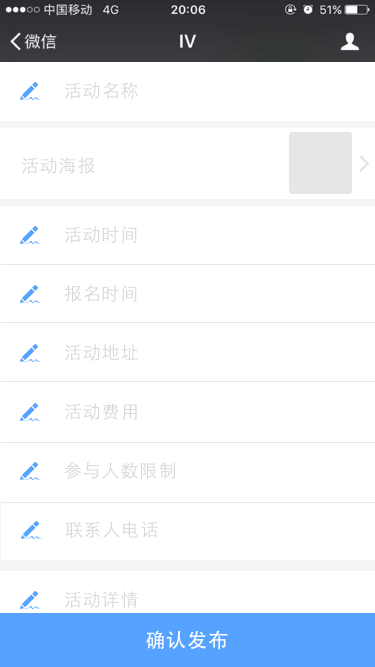 中国移动 4G 20:06 51%
微信 IV
活动名称
活动海报
活动时间
报名时间
活动地址
活动费用
参与人数限制
联系人电话
活动详情
确认发布